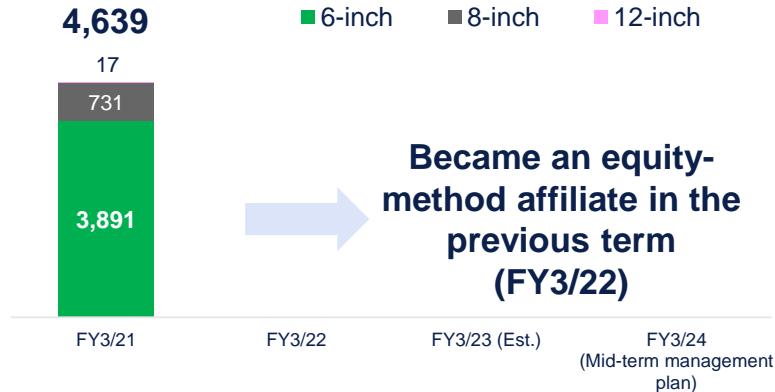 4,639
6-inch
8-inch
12-inch
17
731
3,891
Became an equity-
method affiliate in the
previous term
(FY3/22)
FY3/21
FY3/22
FY3/23 (Est.)
FY3/24
(Mid-term management
plan)